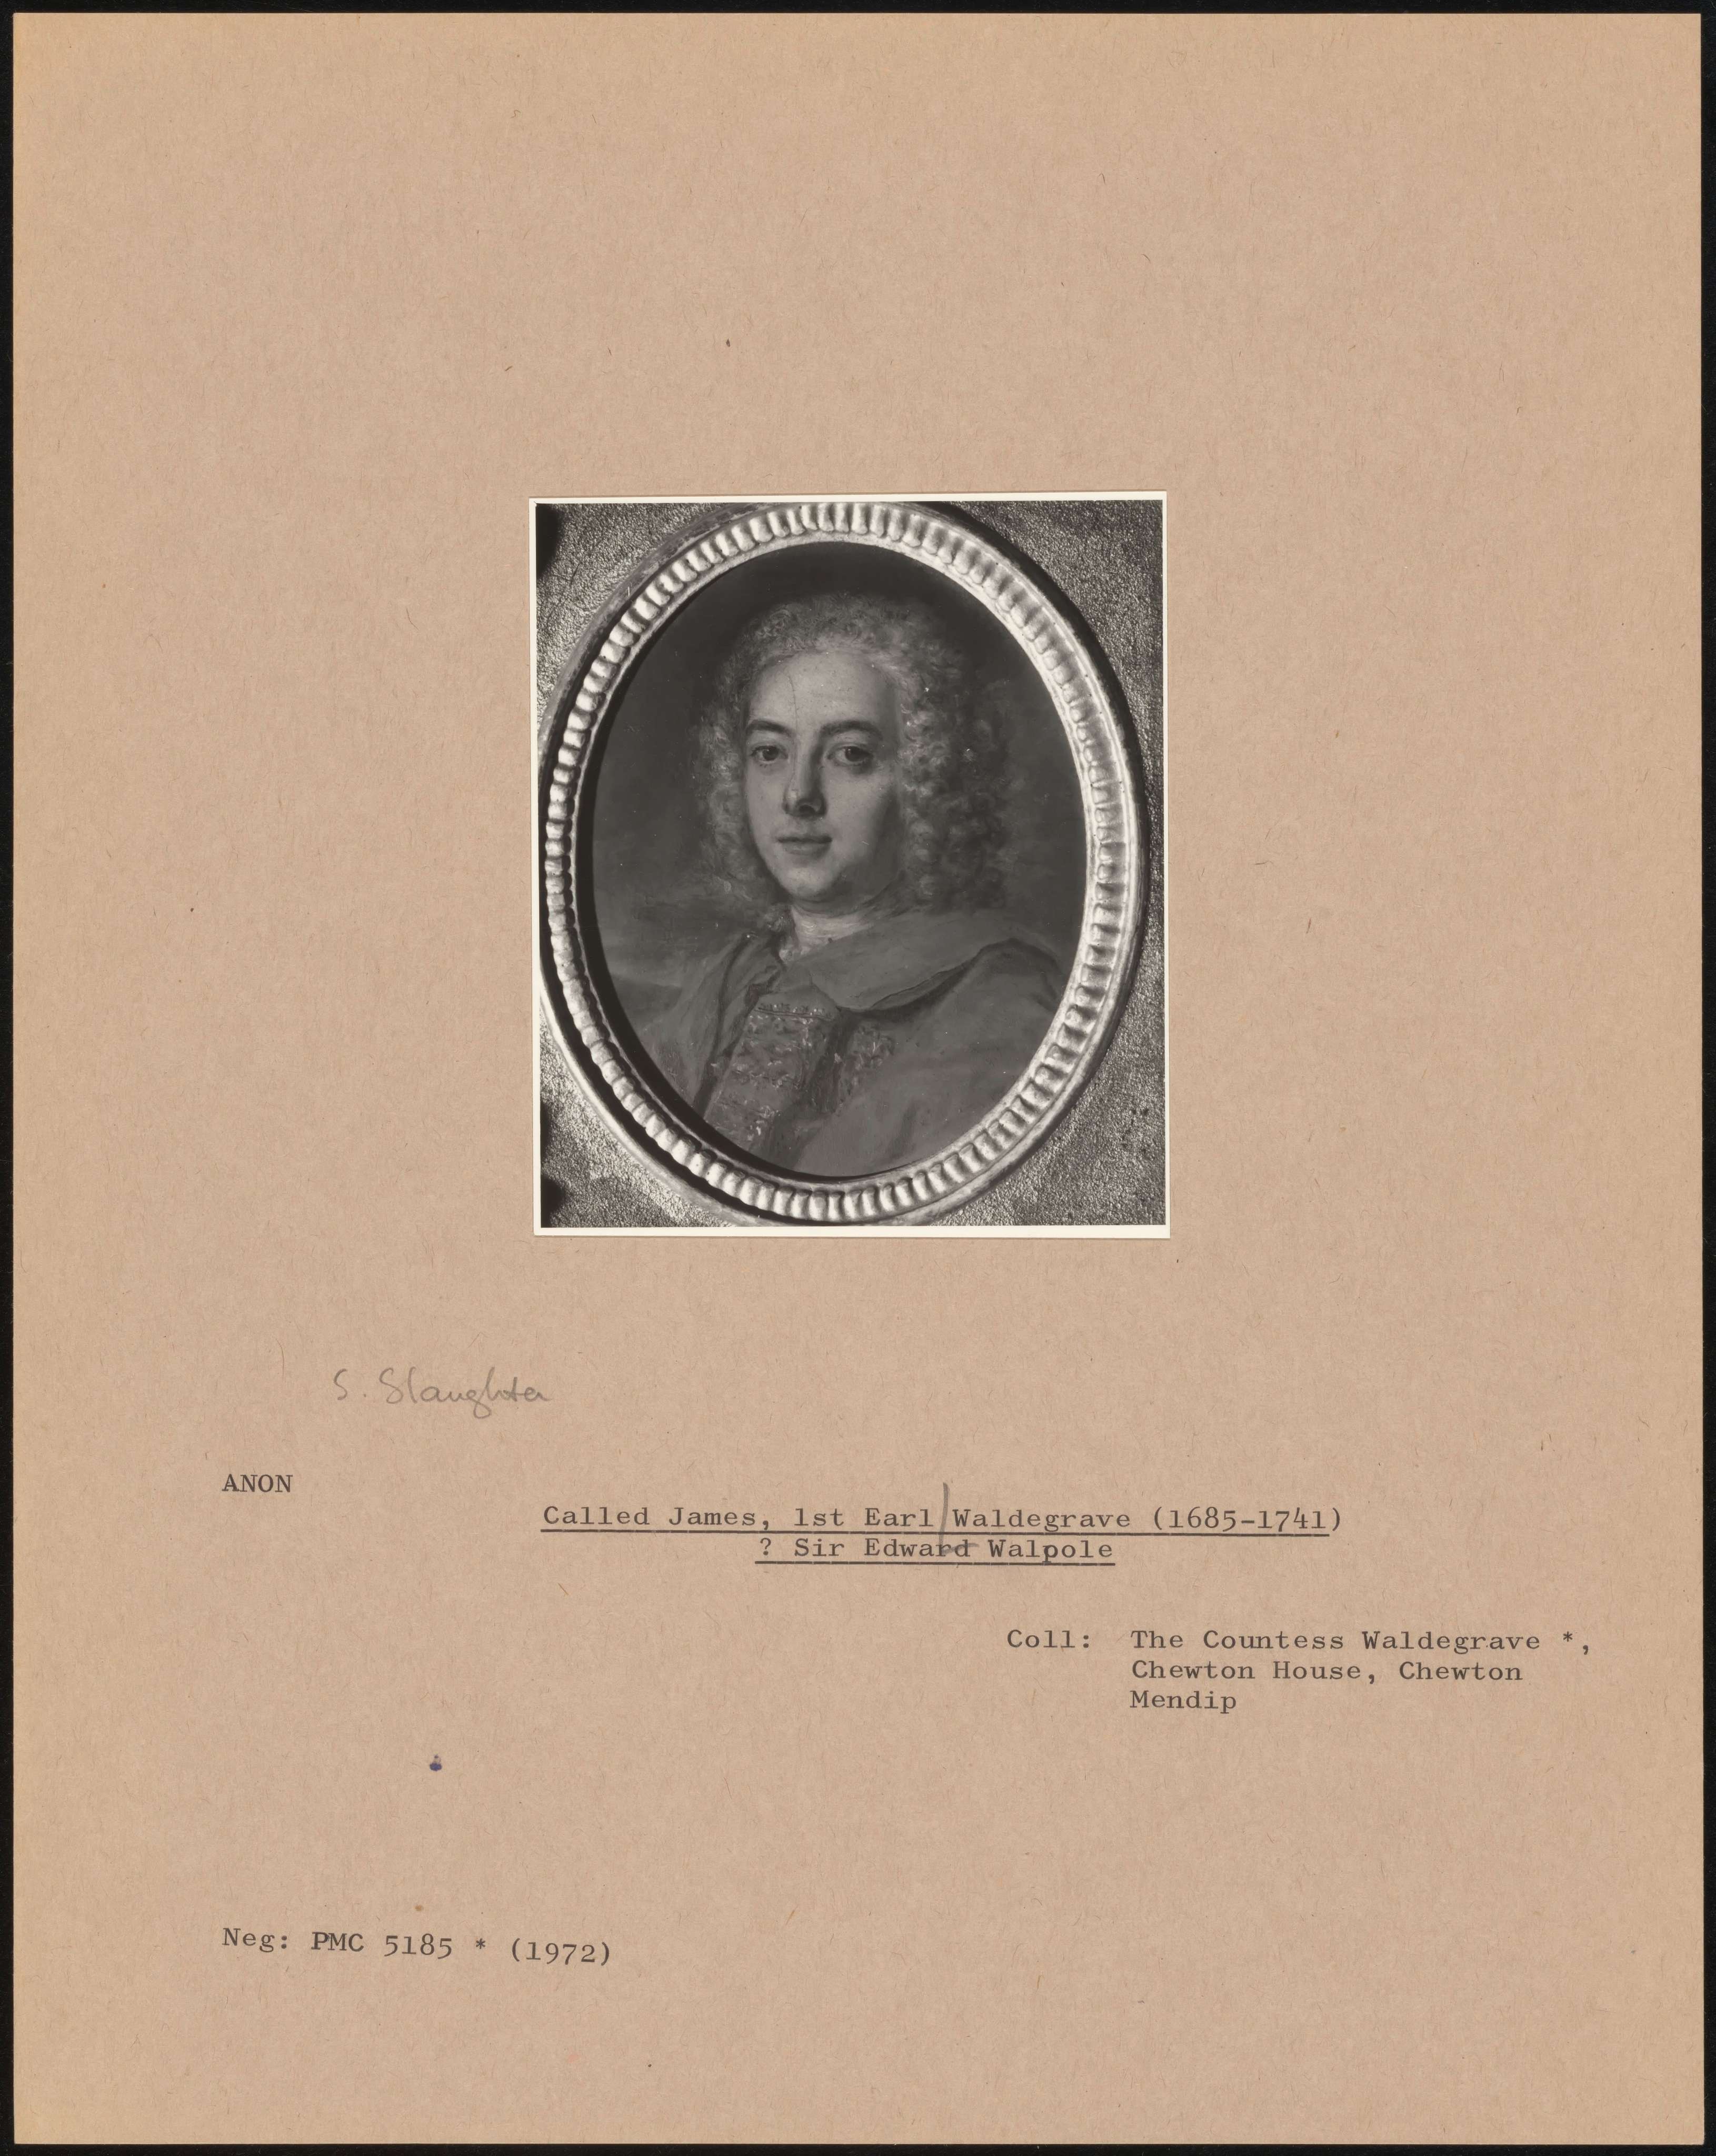 S. Slaughter
ANON
Called James, 1st Earl Waldegrave (1685-1741)
? Sir Edward Walpole
Coll: The Countess Waldegrave *,
Chewton House, Chewton
Mendip
Neg: PMC 5185 * (1972)